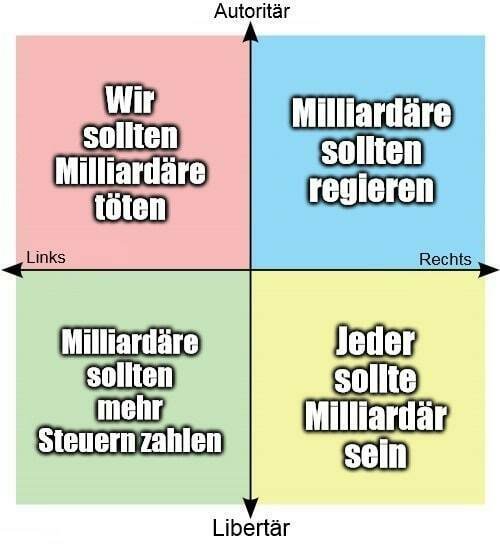 Autoritär
Wir
sollten
Milliardäre
töten
Milliardäre
sollten
regieren
Links
Rechts
Milliardäre
sollten
mehr
Steuern zahlen
Jeder
sollte
Milliardär
sein
Libertär